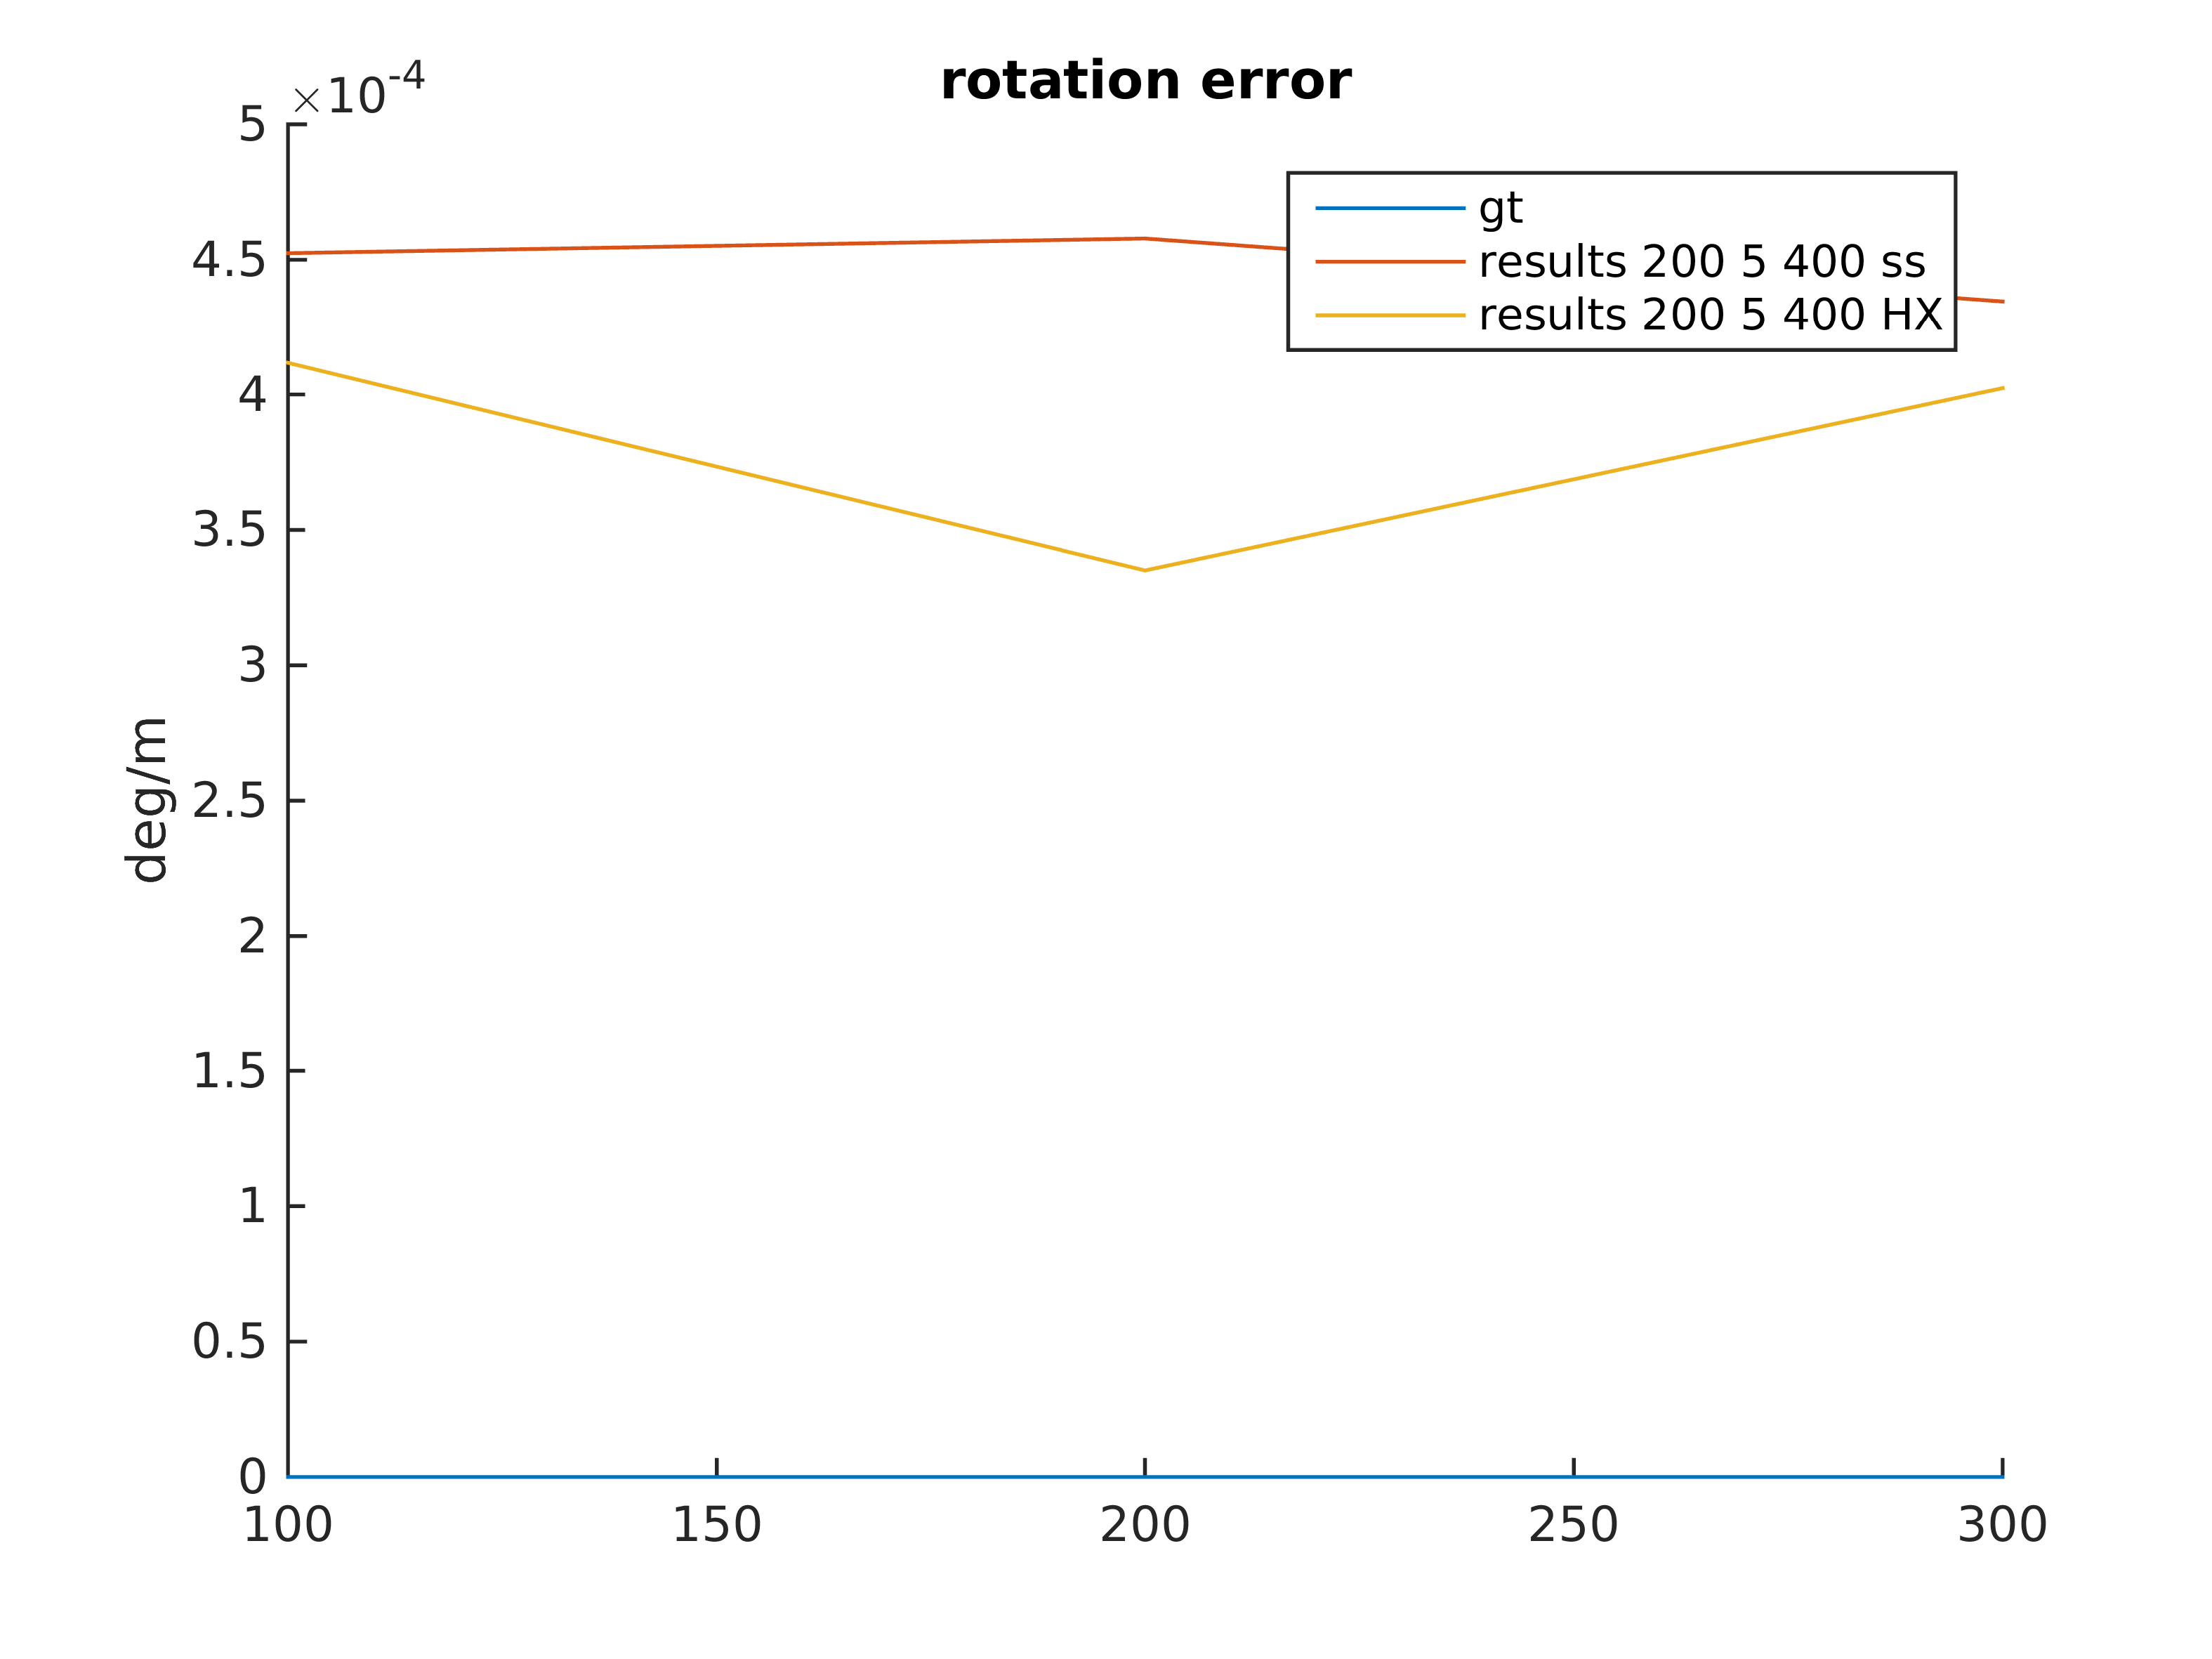 rotation error
×10-4
5
4.5
4
3.5
3
2.5
2
1.5
1
0.5
0
deg/m
gt
results 200 5 400 ss
results 200 5 400 HX
100 150 200 250 300